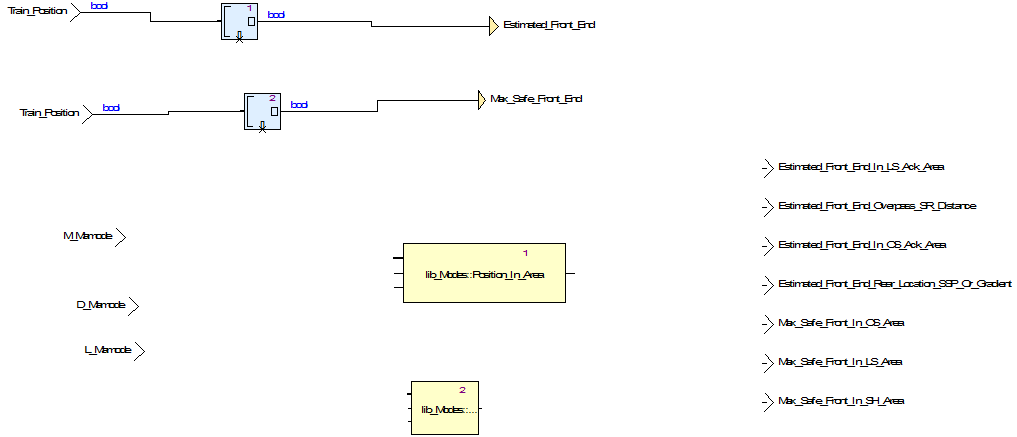 Train_Position bool 1 bool Estimated_Front_End
Train_Position bool 2 bool Max_Safe_Front_End
Estimated_Front_End_In_LS_Ack_Area
Estimated_Front_End_Overpass_SR_Distance
M_Mamode
Estimated_Front_End_In_OS_Ack_Area
1
lib_Modes::Position_In_Area
Estimated_Front_End_Rear_Location_SSP_Or_Gradient
D_Mamode
Max_Safe_Front_In_OS_Area
L_Mamode
Max_Safe_Front_In_LS_Area
2
lib_Modes::...
Max_Safe_Front_In_SH_Area